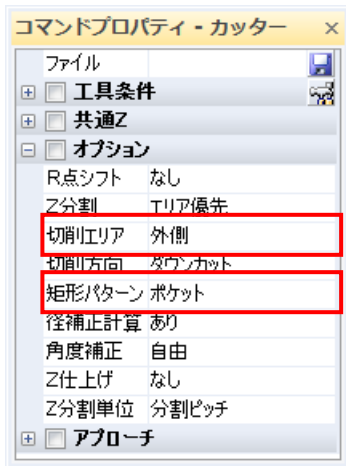 コマンドプロパティ - カッター ×
ファイル
工具条件
共通Z
オプション
R点シフト なし
Z分割 エリア優先
切削エリア 外側
切削方向 ダウンカット
矩形パターン ポケット
径補正計算 あり
角度補正 自由
Z仕上げ なし
Z分割単位 分割ピッチ
アプローチ